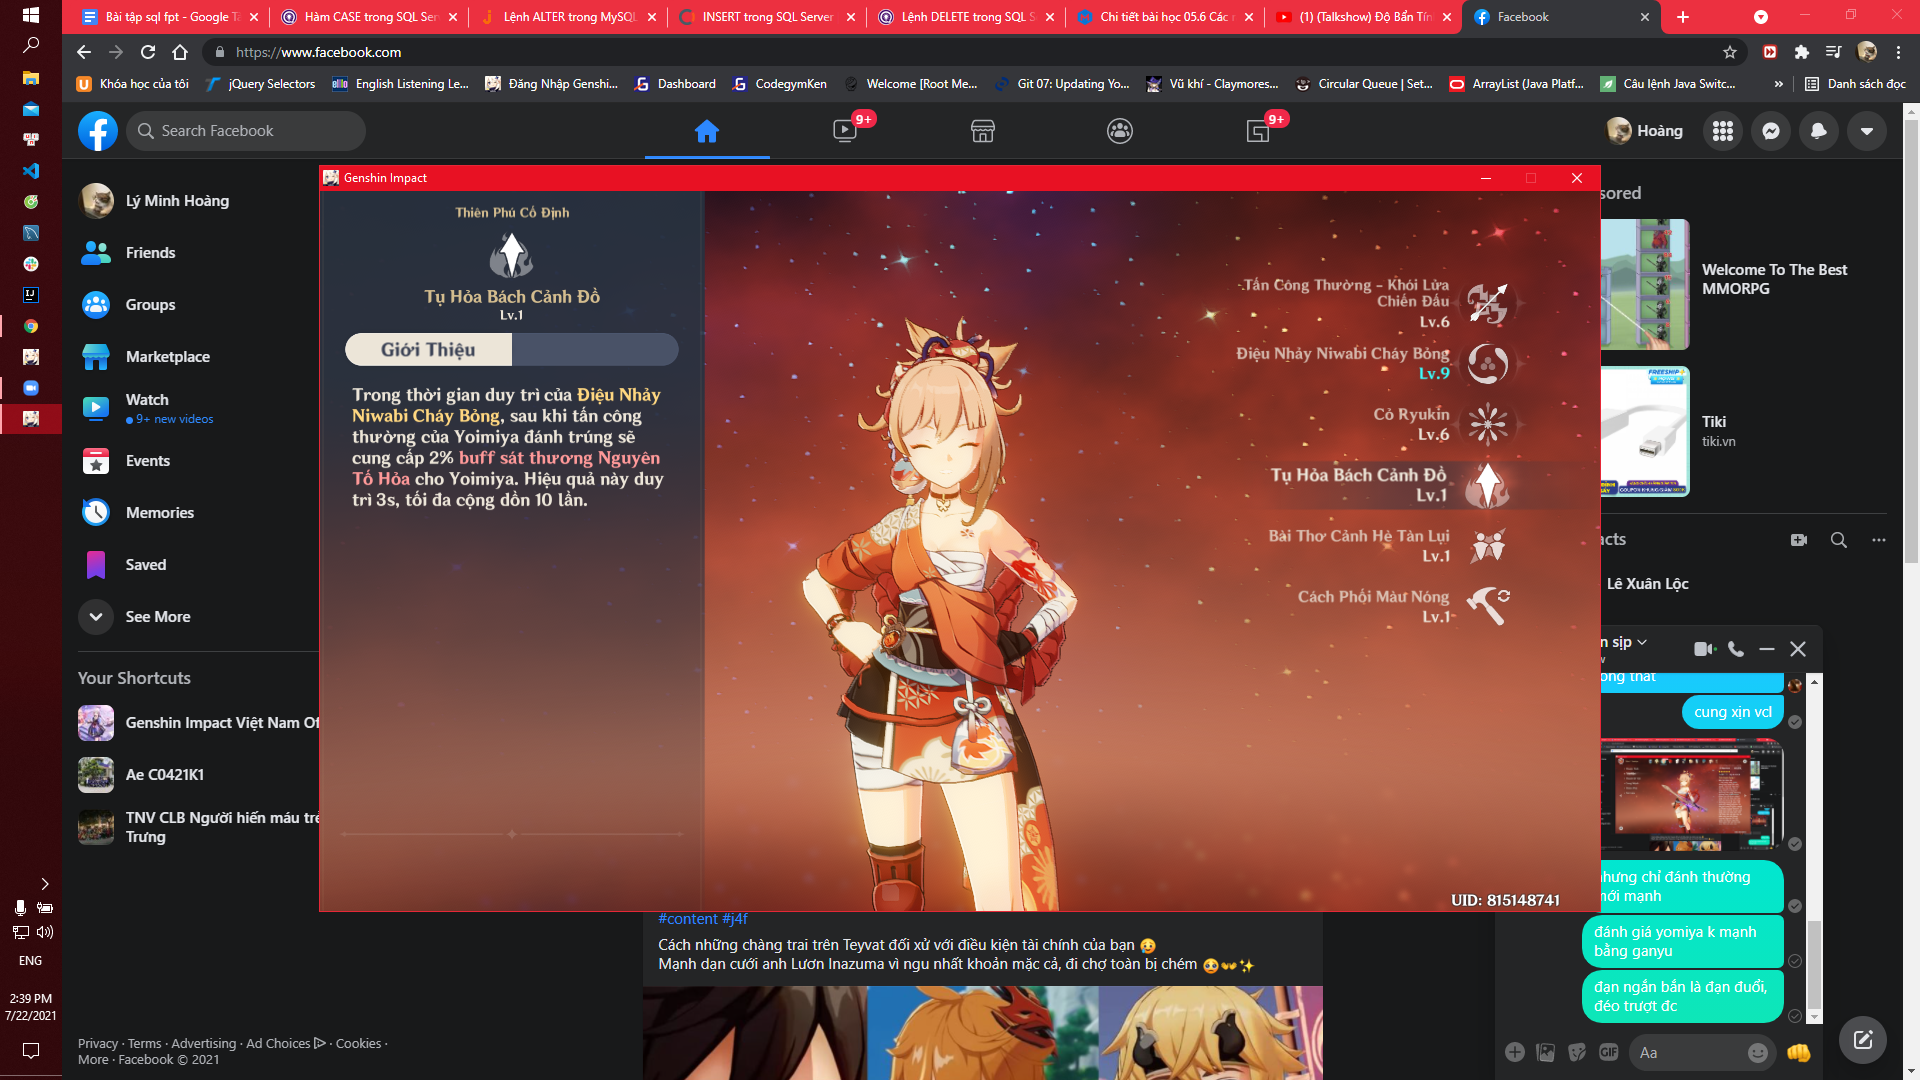 Bài tập sql fpt - Google Tà
Hàm CASE trong SQL Ser
Lệnh ALTER trong MySQL
INSERT trong SQL Server
Lệnh DELETE trong SQL S
Chi tiết bài học 05.6 Các r
(1) (Talkshow) Độ Bẩn Tín
Facebook
https://www.facebook.com
Khóa học của tôi
jQuery Selectors
English Listening Le...
Đăng Nhập Genshi...
Dashboard
CodegymKen
Welcome [Root Me...
Git 07: Updating Yo...
Vũ khí - Claymores...
Circular Queue | Set...
ArrayList (Java Platf...
Câu lệnh Java Switc...
»
Danh sách đọc
Search Facebook
9+
9+
Hoàng
Lý Minh Hoàng
Friends
Groups
Marketplace
Watch
9+ new videos
Events
Memories
Saved
See More
Your Shortcuts
Genshin Impact Việt Nam Of
Ae C0421K1
TNV CLB Người hiến máu trẻ
Trưng
Privacy · Terms · Advertising · Ad Choices · Cookies ·
More · Facebook © 2021
Genshin Impact
Thiên Phú Cố Định
Tụ Hỏa Bách Cảnh Đồ
Lv.1
Giới Thiệu
Trong thời gian duy trì của Điệu Nhảy
Niwabi Cháy Bỏng, sau khi tấn công
thường của Yoimiya đánh trúng sẽ
cung cấp 2% buff sát thương Nguyên
Tố Hỏa cho Yoimiya. Hiệu quả này duy
trì 3s, tối đa cộng dồn 10 lần.
Tấn Công Thường - Khói Lửa
Chiến Đấu
Lv.6
Điệu Nhảy Niwabi Cháy Bỏng
Lv.9
Cỏ Ryukin
Lv.6
Tụ Hỏa Bách Cảnh Đồ
Lv.1
Bài Thơ Cảnh Hè Tàn Lụi
Lv.1
Cách Phối Màu Nóng
Lv.1
UID: 815148741
#content #j4f
Cách những chàng trai trên Teyvat đối xử với điều kiện tài chính của bạn 😥
Mạnh dạn cưới anh Lươn Inazuma vì ngu nhất khoản mặc cả, đi chợ toàn bị chém 🥺👐✨
sored
Welcome To The Best
MMORPG
FREESHIP
Tiki
tiki.vn
acts
Lê Xuân Lộc
n sịp
ong that
cung xịn vcl
nhưng chỉ đánh thường
mới mạnh
đánh giá yomiya k mạnh
bằng ganyu
đạn ngắn bắn là đạn đuổi,
đéo trượt đc
GIF
Aa
ENG
2:39 PM
7/22/2021